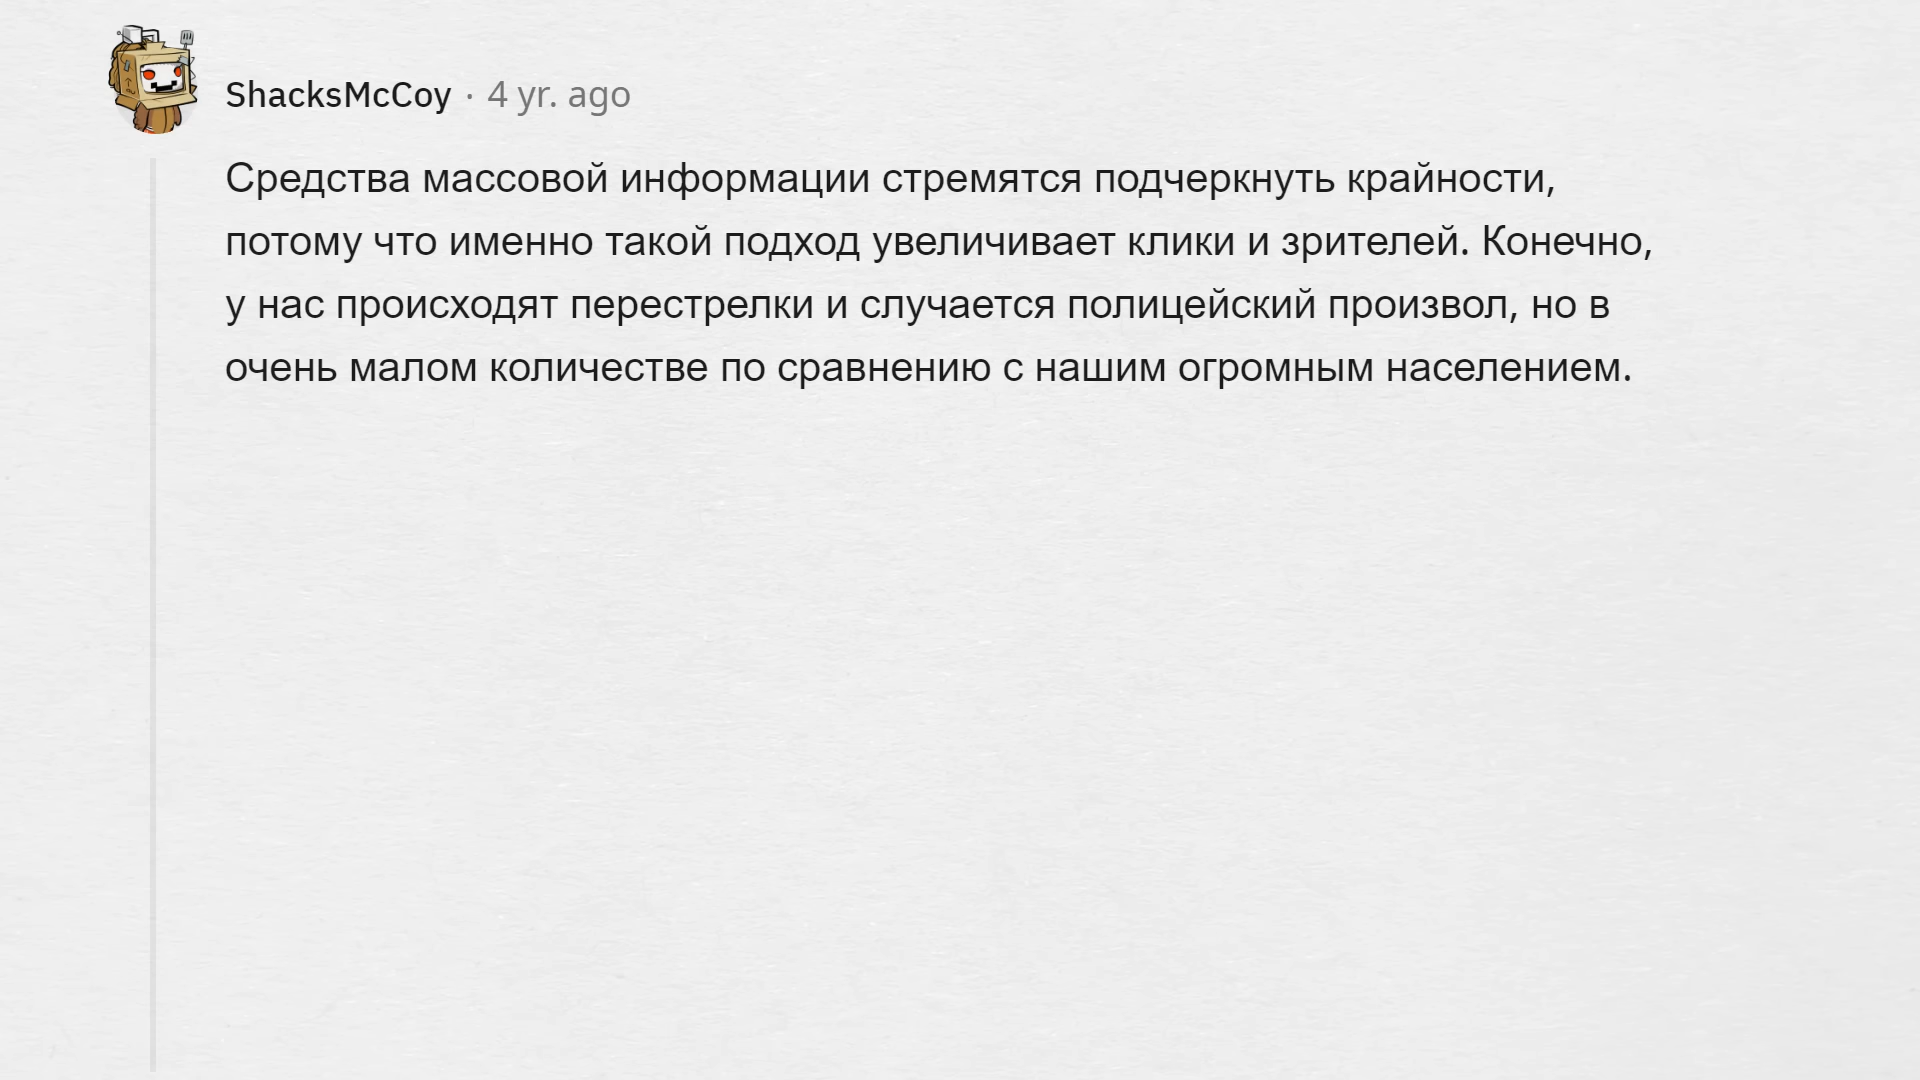 ShacksMcCoy · 4 yr. ago
Средства массовой информации стремятся подчеркнуть крайности,
потому что именно такой подход увеличивает клики и зрителей. Конечно,
у нас происходят перестрелки и случается полицейский произвол, но в
очень малом количестве по сравнению с нашим огромным населением.